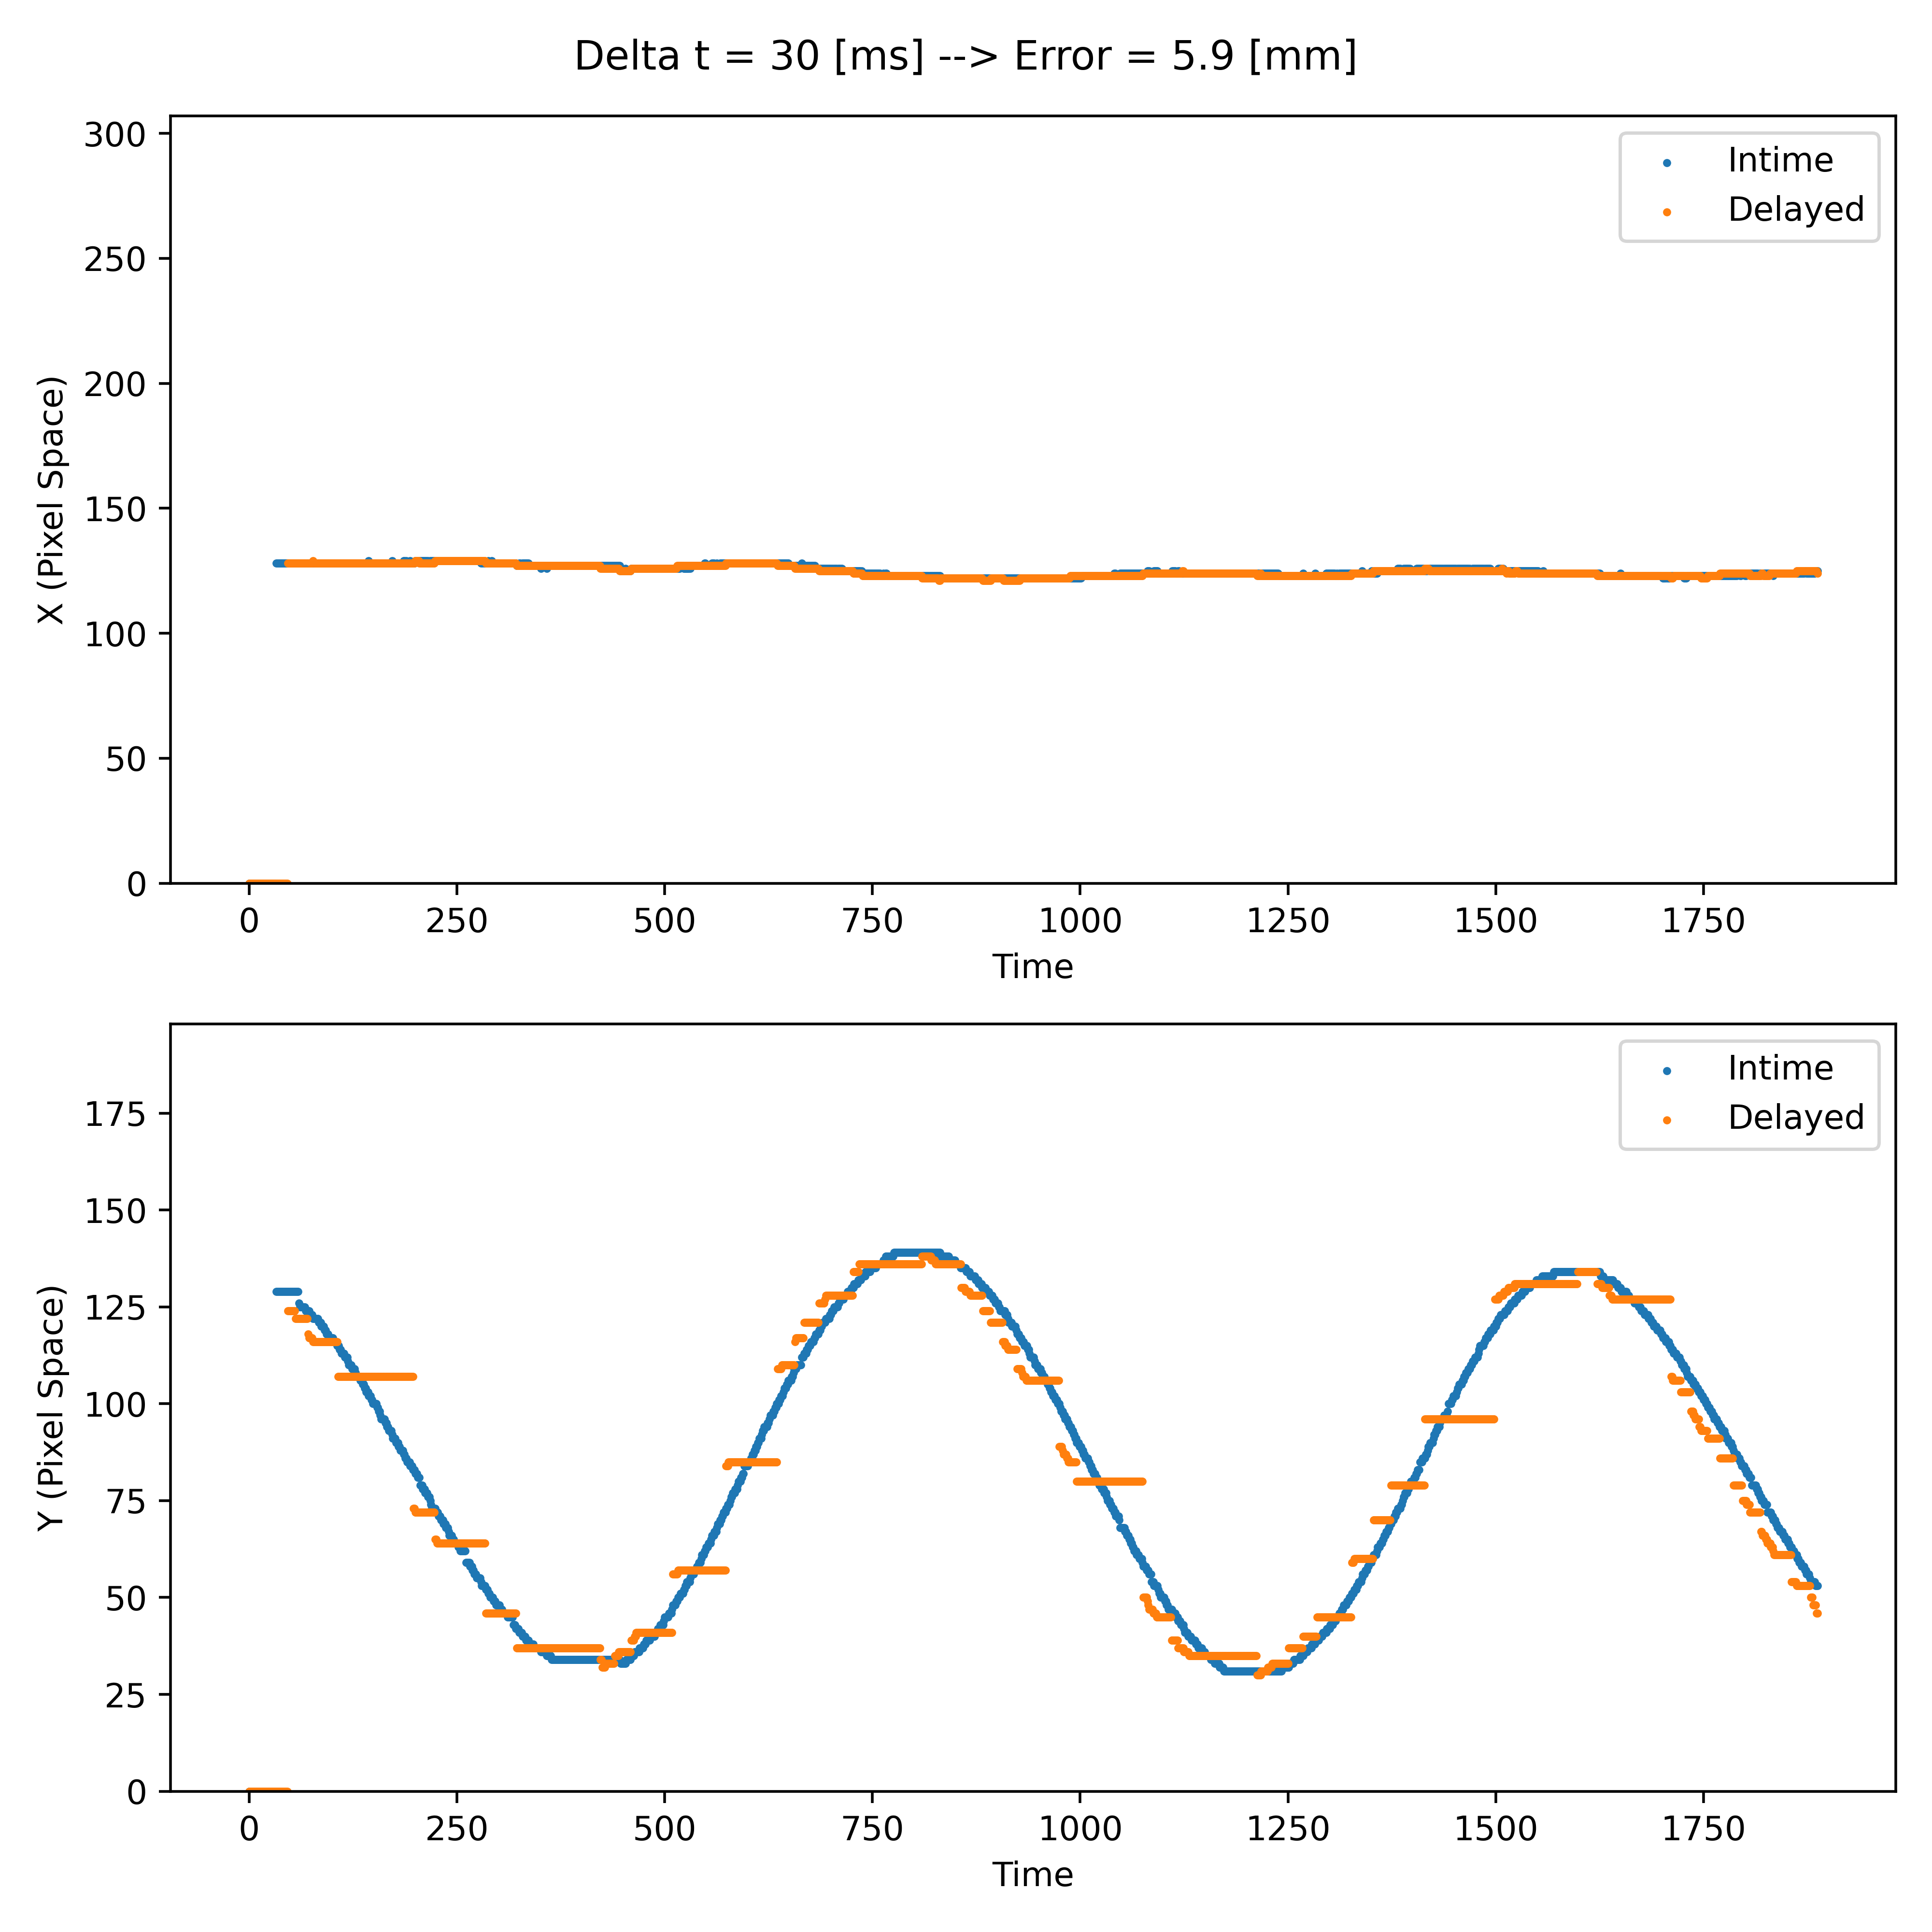 Delta t = 30 [ms] --> Error = 5.9 [mm]
300
250
200
150
100
50
0
X (Pixel Space)
Intime
Delayed
0 250 500 750 1000 1250 1500 1750
Time
175
150
125
100
75
50
25
0
Y (Pixel Space)
Intime
Delayed
0 250 500 750 1000 1250 1500 1750
Time